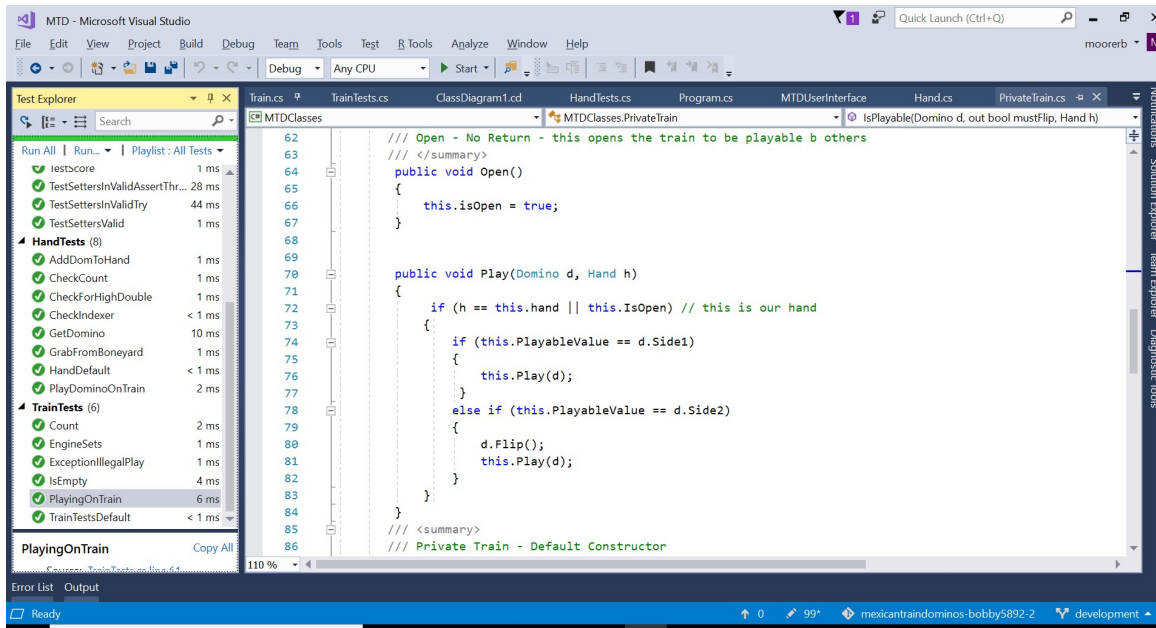 MTD - Microsoft Visual Studio
1
Quick Launch (Ctrl+Q)
File Edit View Project Build Debug Team Tools Test R Tools Analyze Window Help
moorerb
Debug Any CPU Start
Test Explorer
Search
Run All | Run... | Playlist : All Tests
TestScore 1 ms
TestSettersInValidAssertThr... 28 ms
TestSettersInValidTry 44 ms
TestSettersValid 1 ms
HandTests (8)
AddDomToHand 1 ms
CheckCount 1 ms
CheckForHighDouble 1 ms
CheckIndexer < 1 ms
GetDomino 10 ms
GrabFromBoneyard 1 ms
HandDefault < 1 ms
PlayDominoOnTrain 2 ms
TrainTests (6)
Count 2 ms
EngineSets 1 ms
ExceptionIllegalPlay 1 ms
IsEmpty 4 ms
PlayingOnTrain 6 ms
TrainTestsDefault < 1 ms
PlayingOnTrain Copy All
Source: TrainTests.cs line 61
Train.cs TrainTests.cs ClassDiagram1.cd HandTests.cs Program.cs MTDUserInterface Hand.cs PrivateTrain.cs
MTDClasses MTDClasses.PrivateTrain IsPlayable(Domino d, out bool mustFlip, Hand h)
62 /// Open - No Return - this opens the train to be playable b others
63 /// </summary>
64 public void Open()
65 {
66 this.isOpen = true;
67 }
68
69
70 public void Play(Domino d, Hand h)
71 {
72 if (h == this.hand || this.IsOpen) // this is our hand
73 {
74 if (this.PlayableValue == d.Side1)
75 {
76 this.Play(d);
77 }
78 else if (this.PlayableValue == d.Side2)
79 {
80 d.Flip();
81 this.Play(d);
82 }
83 }
84 }
85 /// <summary>
86 /// Private Train - Default Constructor
110 %
Notifications
Solution Explorer
Team Explorer
Diagnostic Tools
Error List Output
Ready
0 99* mexicantraindominos-bobby5892-2 development